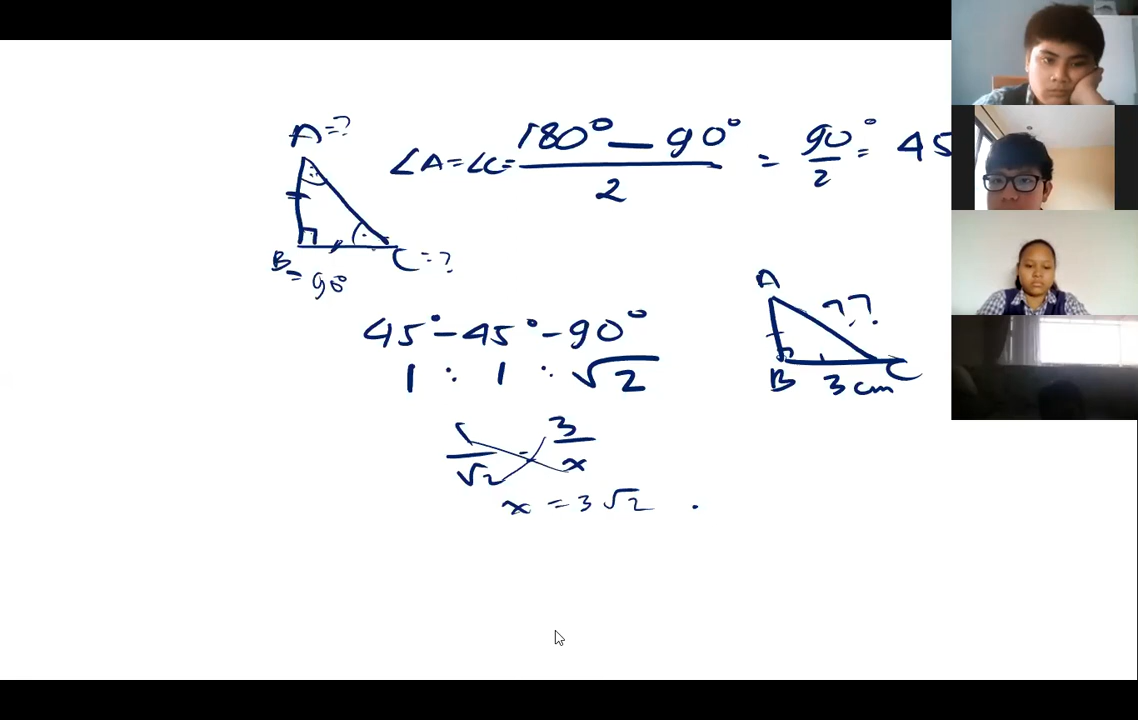 A=?
∠A=∠C= 180° - 90° / 2 = 90° / 2 = 45
B = 90°
C = ?
45° - 45° - 90°
1 : 1 : √2
A
??
B 3 cm C
1/√2 = 3/x
x = 3√2